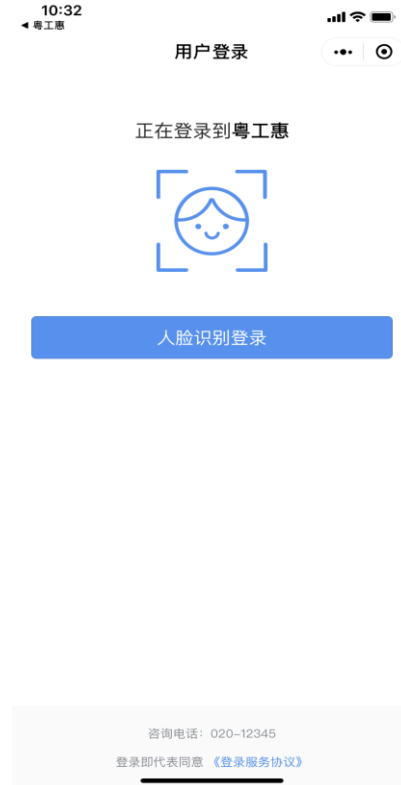 10:32
◀ 粤工惠
用户登录
正在登录到粤工惠
人脸识别登录
咨询电话：020-12345
登录即代表同意 《登录服务协议》